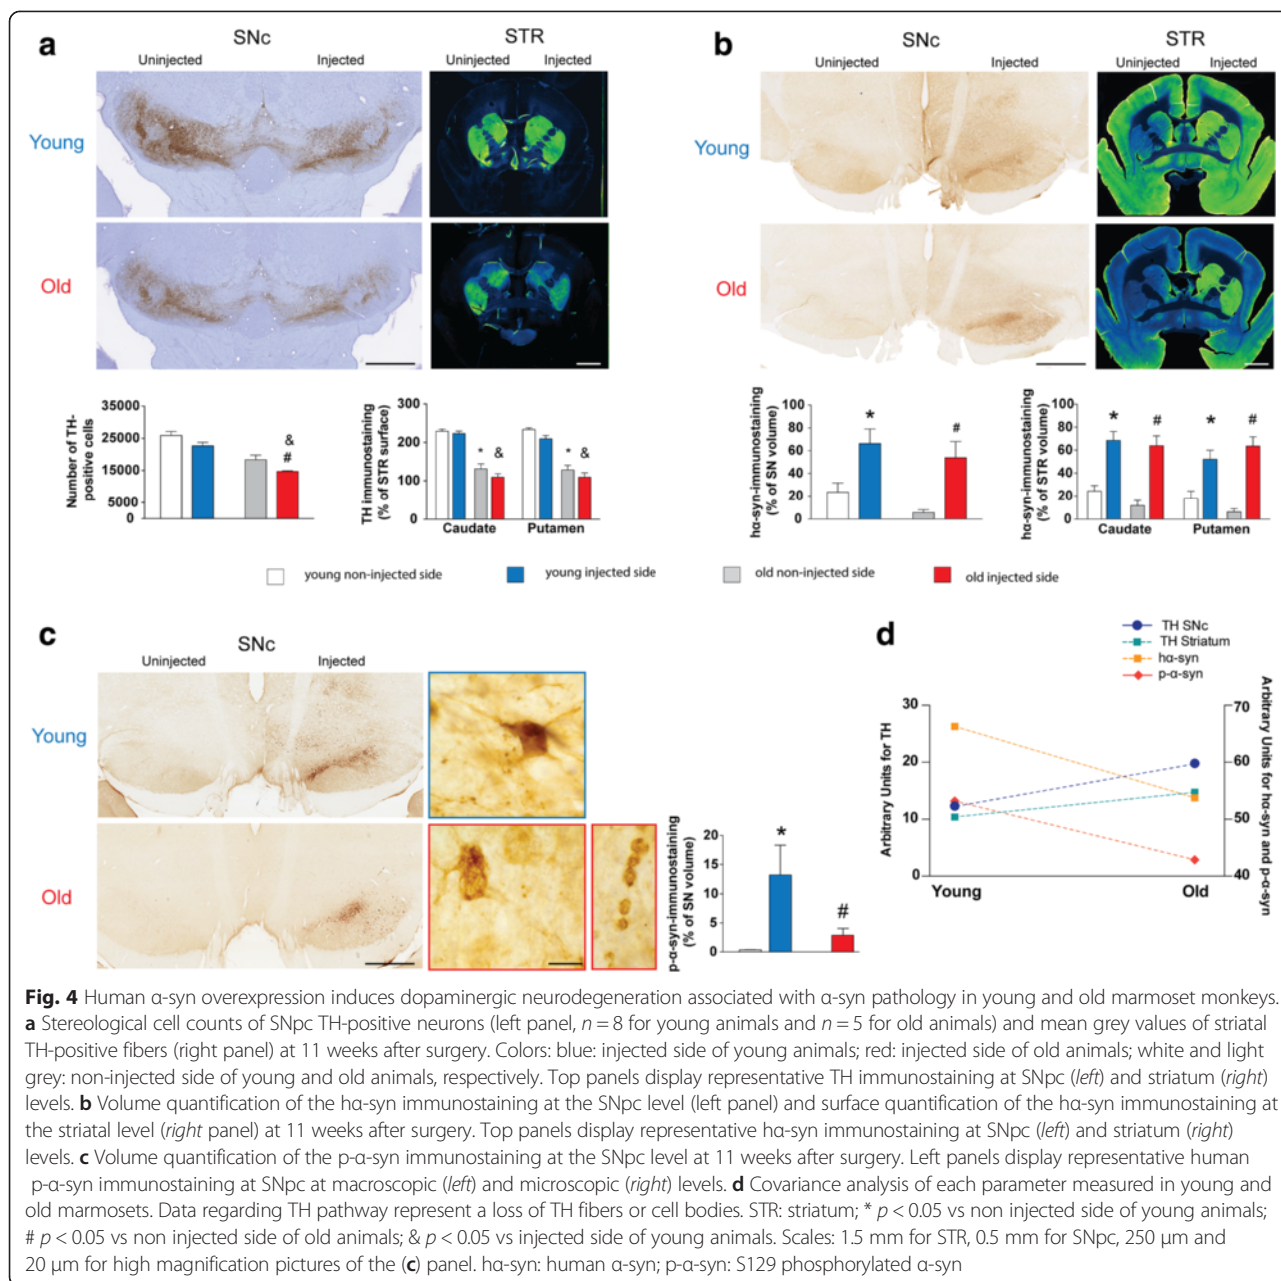 a
SNc
STR
Uninjected
Injected
Uninjected
Injected
Young
Old
Number of TH-
positive cells
35000
25000
15000
5000
0
&
#
TH immunostaining
(% of STR surface)
300
200
100
0
*
&
*
&
Caudate
Putamen
b
SNc
STR
Uninjected
Injected
Uninjected
Injected
Young
Old
hα-syn-immunostaining
(% of SN volume)
100
80
60
40
20
0
*
#
hα-syn-immunostaining
(% of STR volume)
100
80
60
40
20
0
*
#
*
#
Caudate
Putamen
young non-injected side
young injected side
old non-injected side
old injected side
c
SNc
Uninjected
Injected
Young
Old
p-α-syn-immunostaining
(% of SN volume)
20
15
10
5
0
*
#
d
TH SNc
TH Striatum
hα-syn
p-α-syn
Arbitrary Units for TH
30
20
10
0
Young
Old
70
60
50
40
Arbitrary Units for hα-syn and p-α-syn
Fig. 4 Human α-syn overexpression induces dopaminergic neurodegeneration associated with α-syn pathology in young and old marmoset monkeys.
a Stereological cell counts of SNpc TH-positive neurons (left panel, n = 8 for young animals and n = 5 for old animals) and mean grey values of striatal
TH-positive fibers (right panel) at 11 weeks after surgery. Colors: blue: injected side of young animals; red: injected side of old animals; white and light
grey: non-injected side of young and old animals, respectively. Top panels display representative TH immunostaining at SNpc (left) and striatum (right)
levels. b Volume quantification of the hα-syn immunostaining at the SNpc level (left panel) and surface quantification of the hα-syn immunostaining at
the striatal level (right panel) at 11 weeks after surgery. Top panels display representative hα-syn immunostaining at SNpc (left) and striatum (right)
levels. c Volume quantification of the p-α-syn immunostaining at the SNpc level at 11 weeks after surgery. Left panels display representative human
p-α-syn immunostaining at SNpc at macroscopic (left) and microscopic (right) levels. d Covariance analysis of each parameter measured in young and
old marmosets. Data regarding TH pathway represent a loss of TH fibers or cell bodies. STR: striatum; * p < 0.05 vs non injected side of young animals;
# p < 0.05 vs non injected side of old animals; & p < 0.05 vs injected side of young animals. Scales: 1.5 mm for STR, 0.5 mm for SNpc, 250 μm and
20 μm for high magnification pictures of the (c) panel. hα-syn: human α-syn; p-α-syn: S129 phosphorylated α-syn